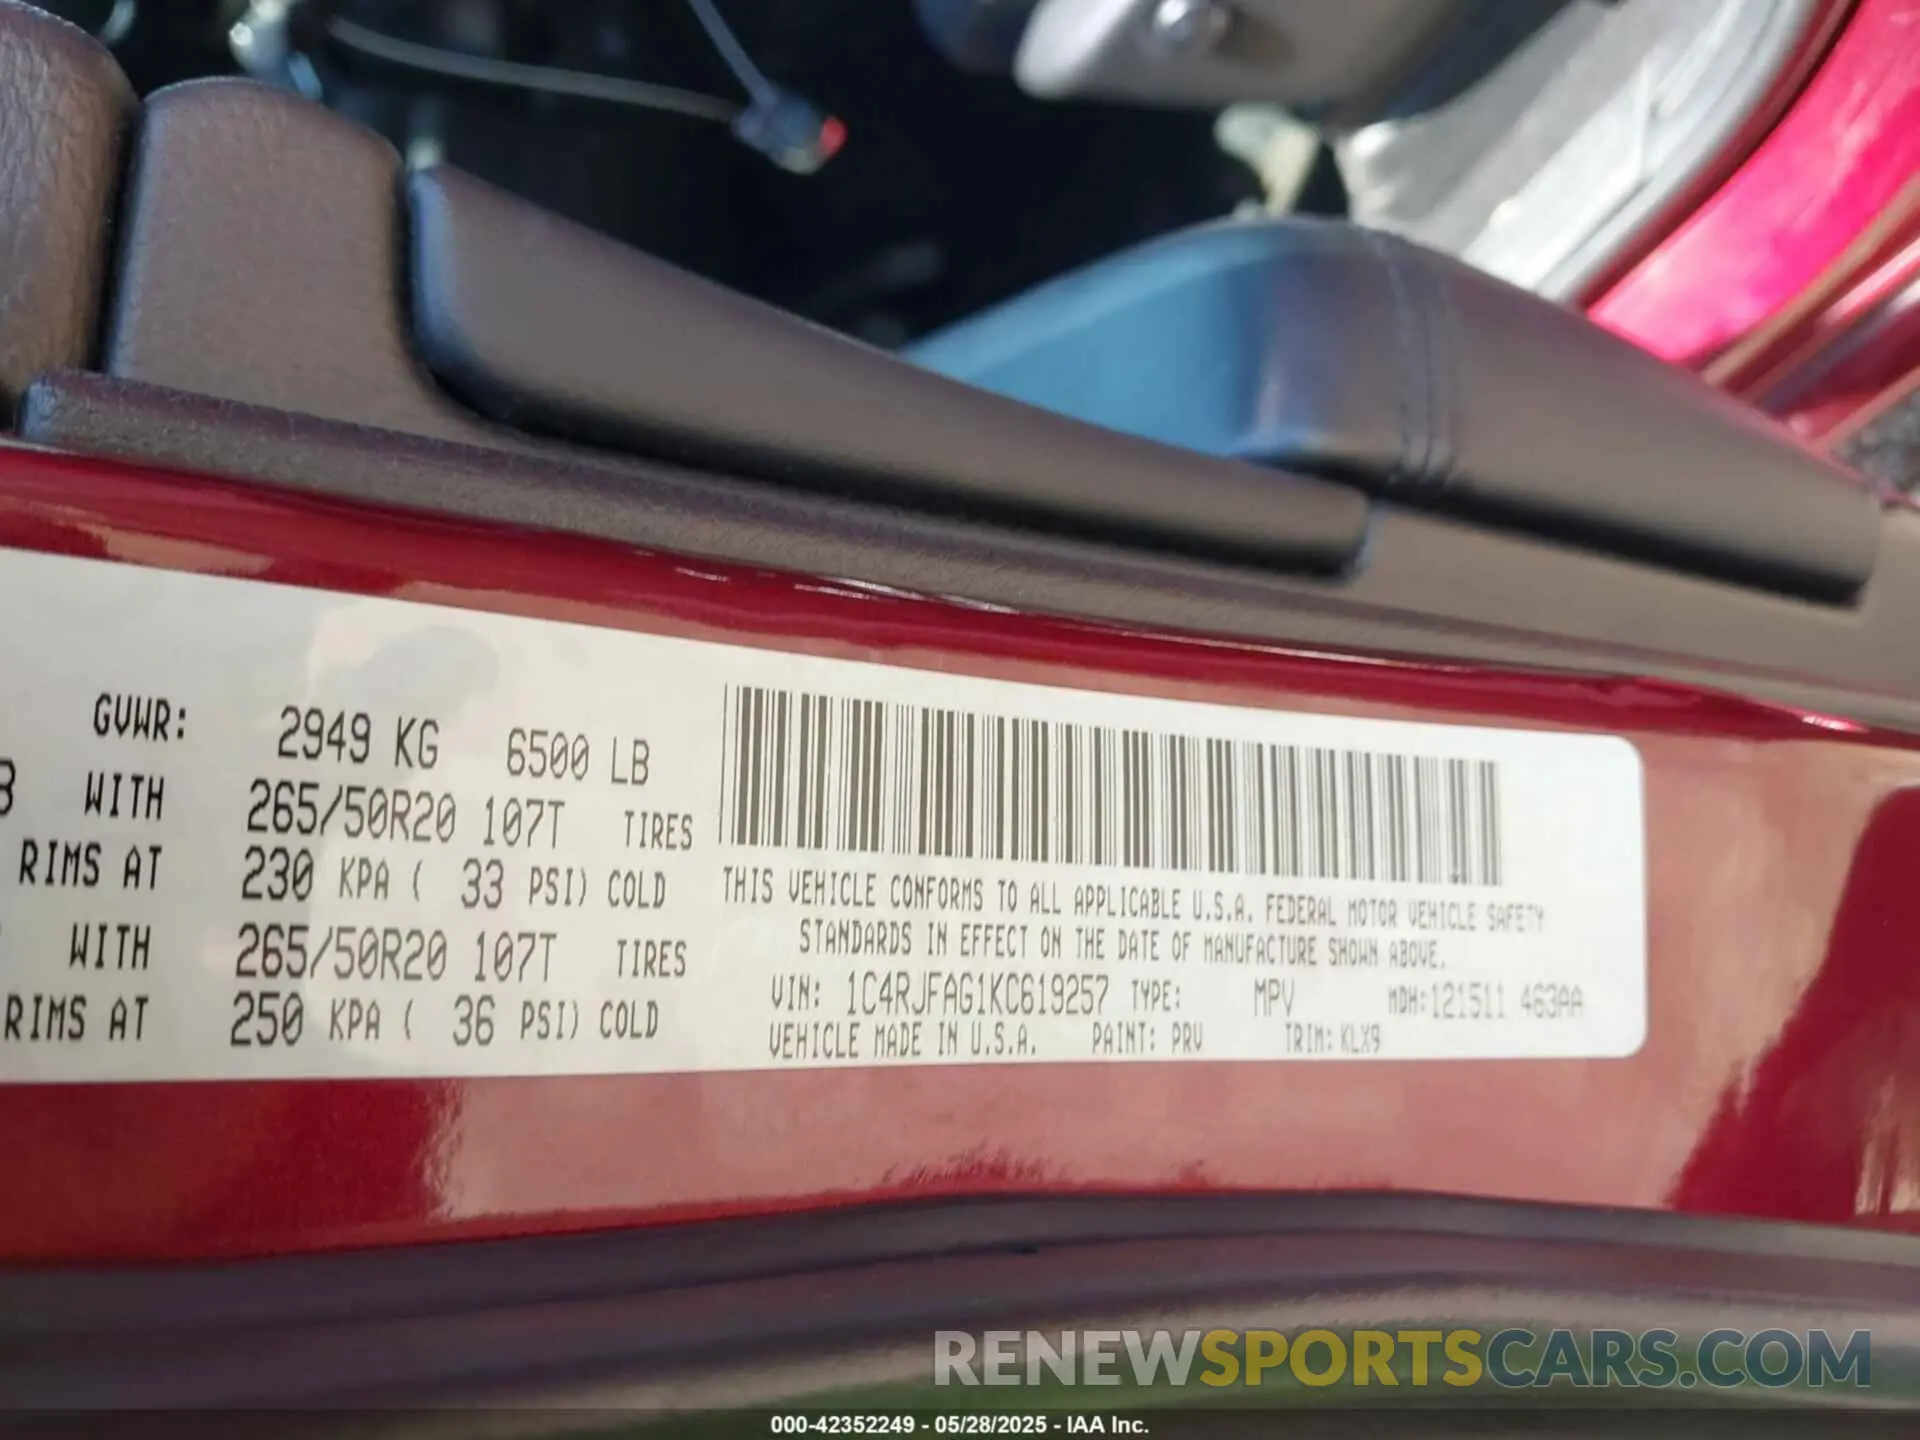 GVWR: 2949 KG 6500 LB
WITH 265/50R20 107T TIRES
RIMS AT 230 KPA ( 33 PSI) COLD
WITH 265/50R20 107T TIRES
RIMS AT 250 KPA ( 36 PSI) COLD
THIS VEHICLE CONFORMS TO ALL APPLICABLE U.S.A. FEDERAL MOTOR VEHICLE SAFETY
STANDARDS IN EFFECT ON THE DATE OF MANUFACTURE SHOWN ABOVE.
VIN: 1C4RJFAG1KC619257 TYPE: MPV MDH:121511 463AA
VEHICLE MADE IN U.S.A. PAINT: PRV TRIM: KLX9
RENEWSPORTSCARS.COM
000-42352249 - 05/28/2025 - IAA Inc.